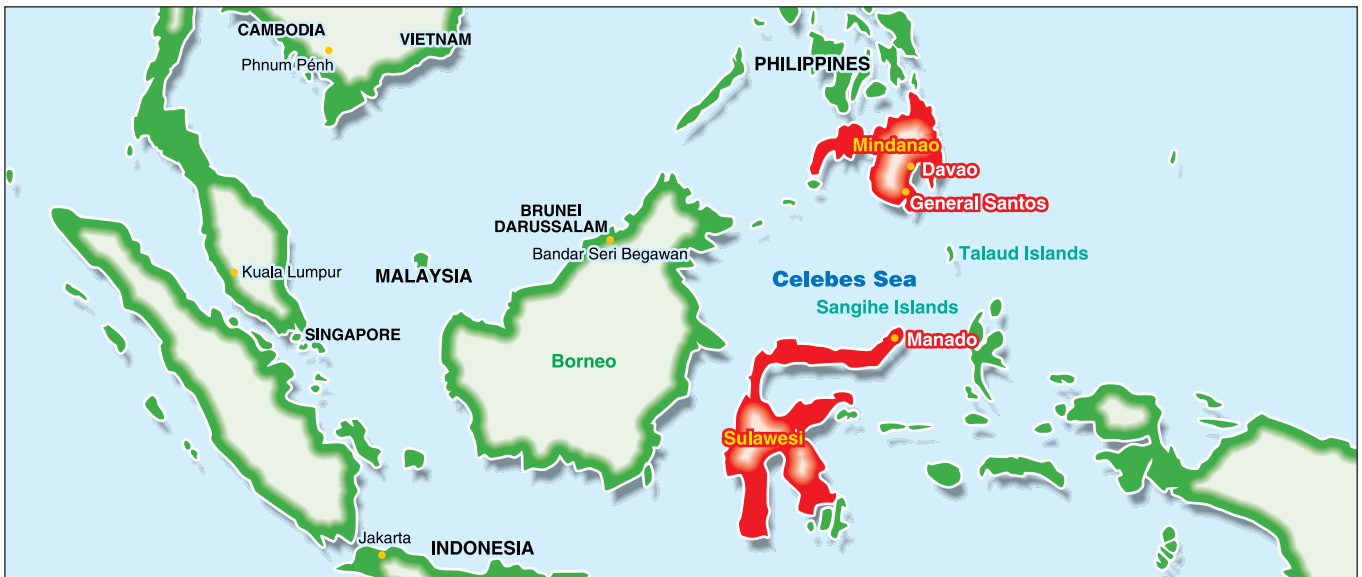 CAMBODIA
VIETNAM
Phnum Pénh
PHILIPPINES
Mindanao
Davao
General Santos
BRUNEI
DARUSSALAM
Bandar Seri Begawan
Talaud Islands
Kuala Lumpur
MALAYSIA
Celebes Sea
Sangihe Islands
SINGAPORE
Manado
Borneo
Sulawesi
Jakarta
INDONESIA